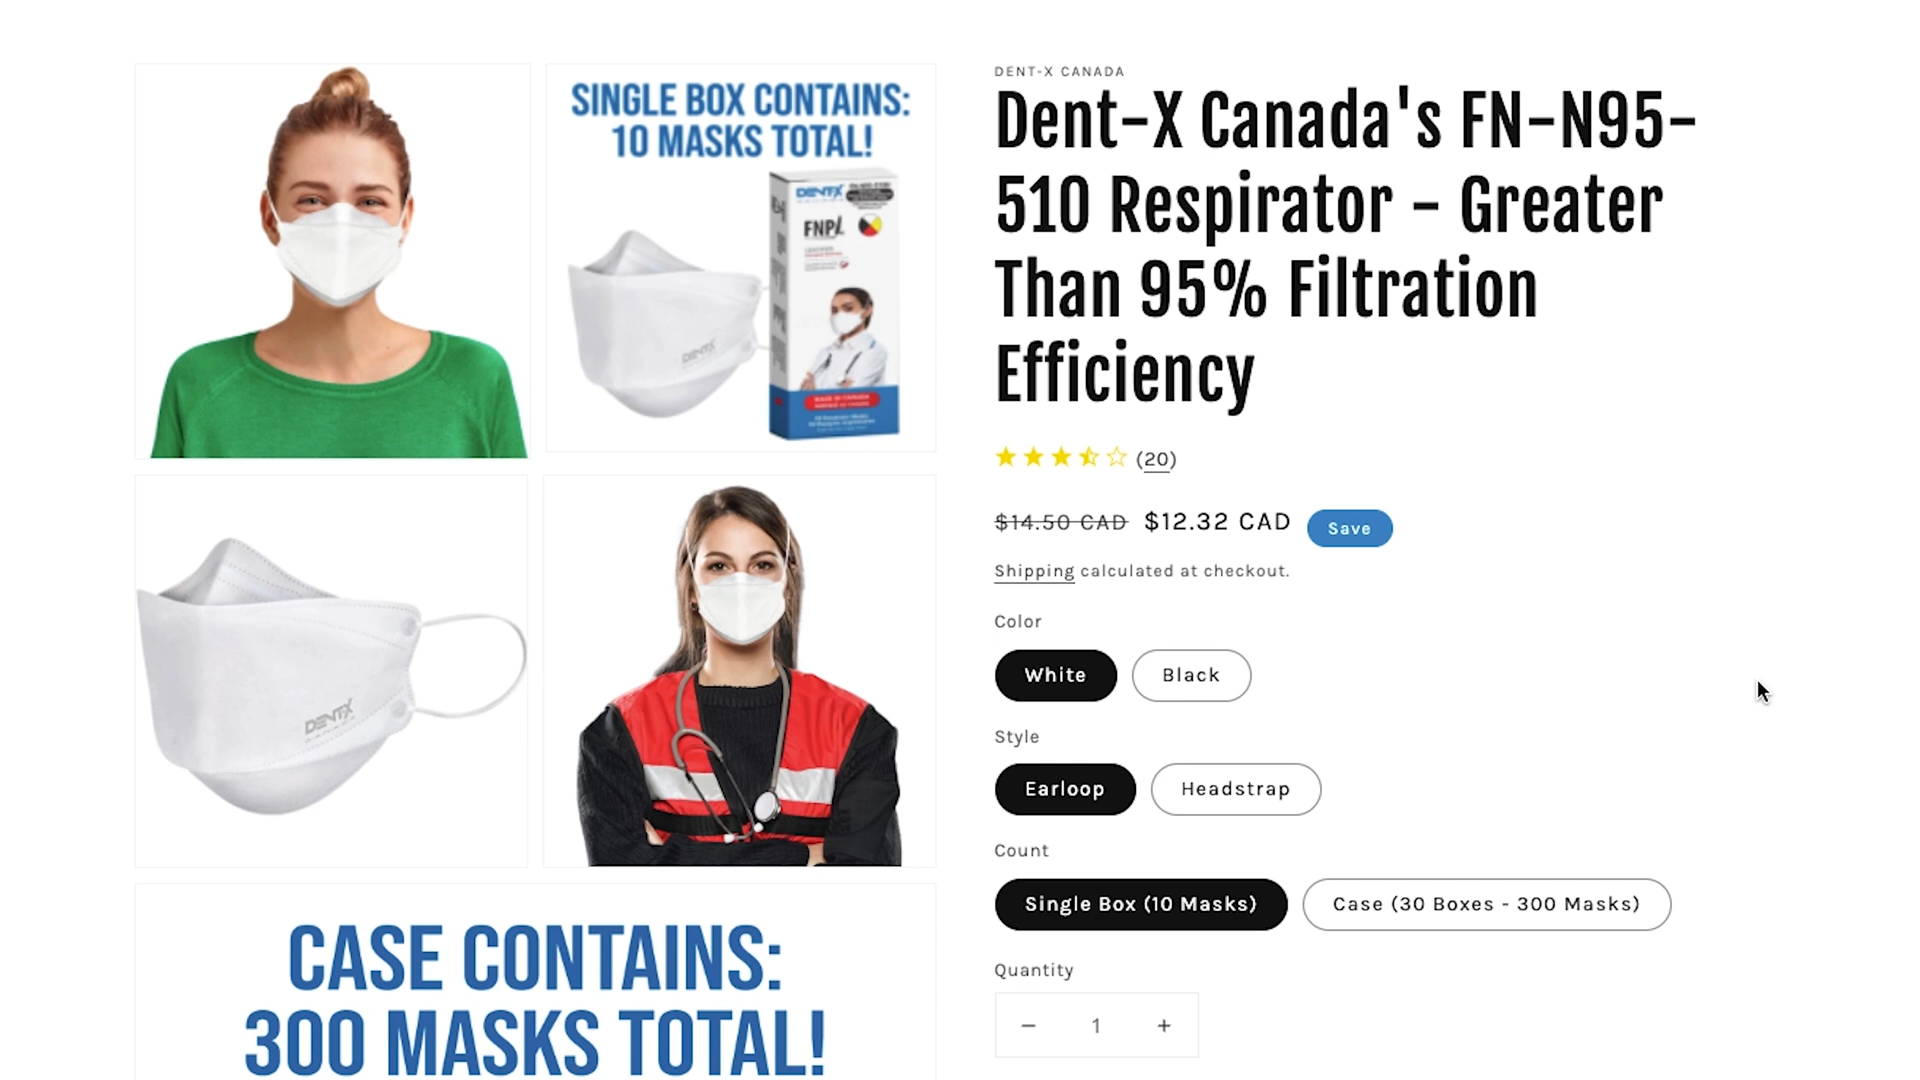 SINGLE BOX CONTAINS:
10 MASKS TOTAL!
DENT-X
FNPI
DENTX
DENTX
CASE CONTAINS:
300 MASKS TOTAL!
DENT-X CANADA
Dent-X Canada's FN-N95-
510 Respirator - Greater
Than 95% Filtration
Efficiency
(20)
$14.50 CAD $12.32 CAD Save
Shipping calculated at checkout.
Color
White Black
Style
Earloop Headstrap
Count
Single Box (10 Masks) Case (30 Boxes - 300 Masks)
Quantity
− 1 +